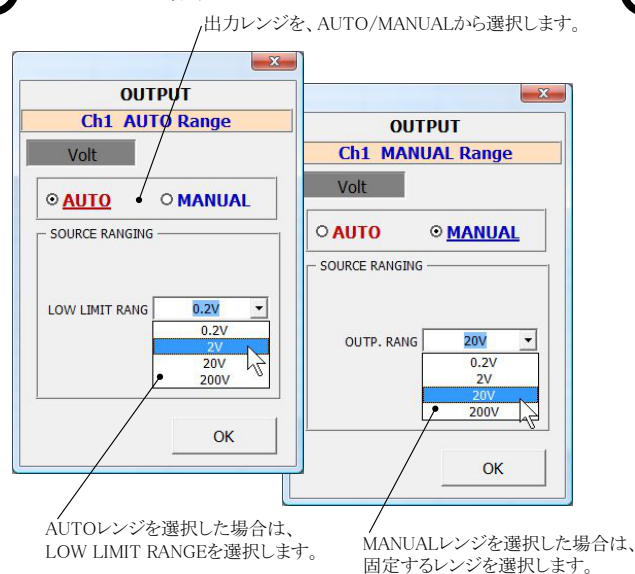 出力レンジを、AUTO/MANUALから選択します。
OUTPUT
Ch1 AUTO Range
Volt
AUTO MANUAL
SOURCE RANGING
LOW LIMIT RANG 0.2V
0.2V
2V
20V
200V
OK
OUTPUT
Ch1 MANUAL Range
Volt
AUTO MANUAL
SOURCE RANGING
OUTP. RANG 20V
0.2V
2V
20V
200V
OK
AUTOレンジを選択した場合は、
LOW LIMIT RANGEを選択します。
MANUALレンジを選択した場合は、
固定するレンジを選択します。